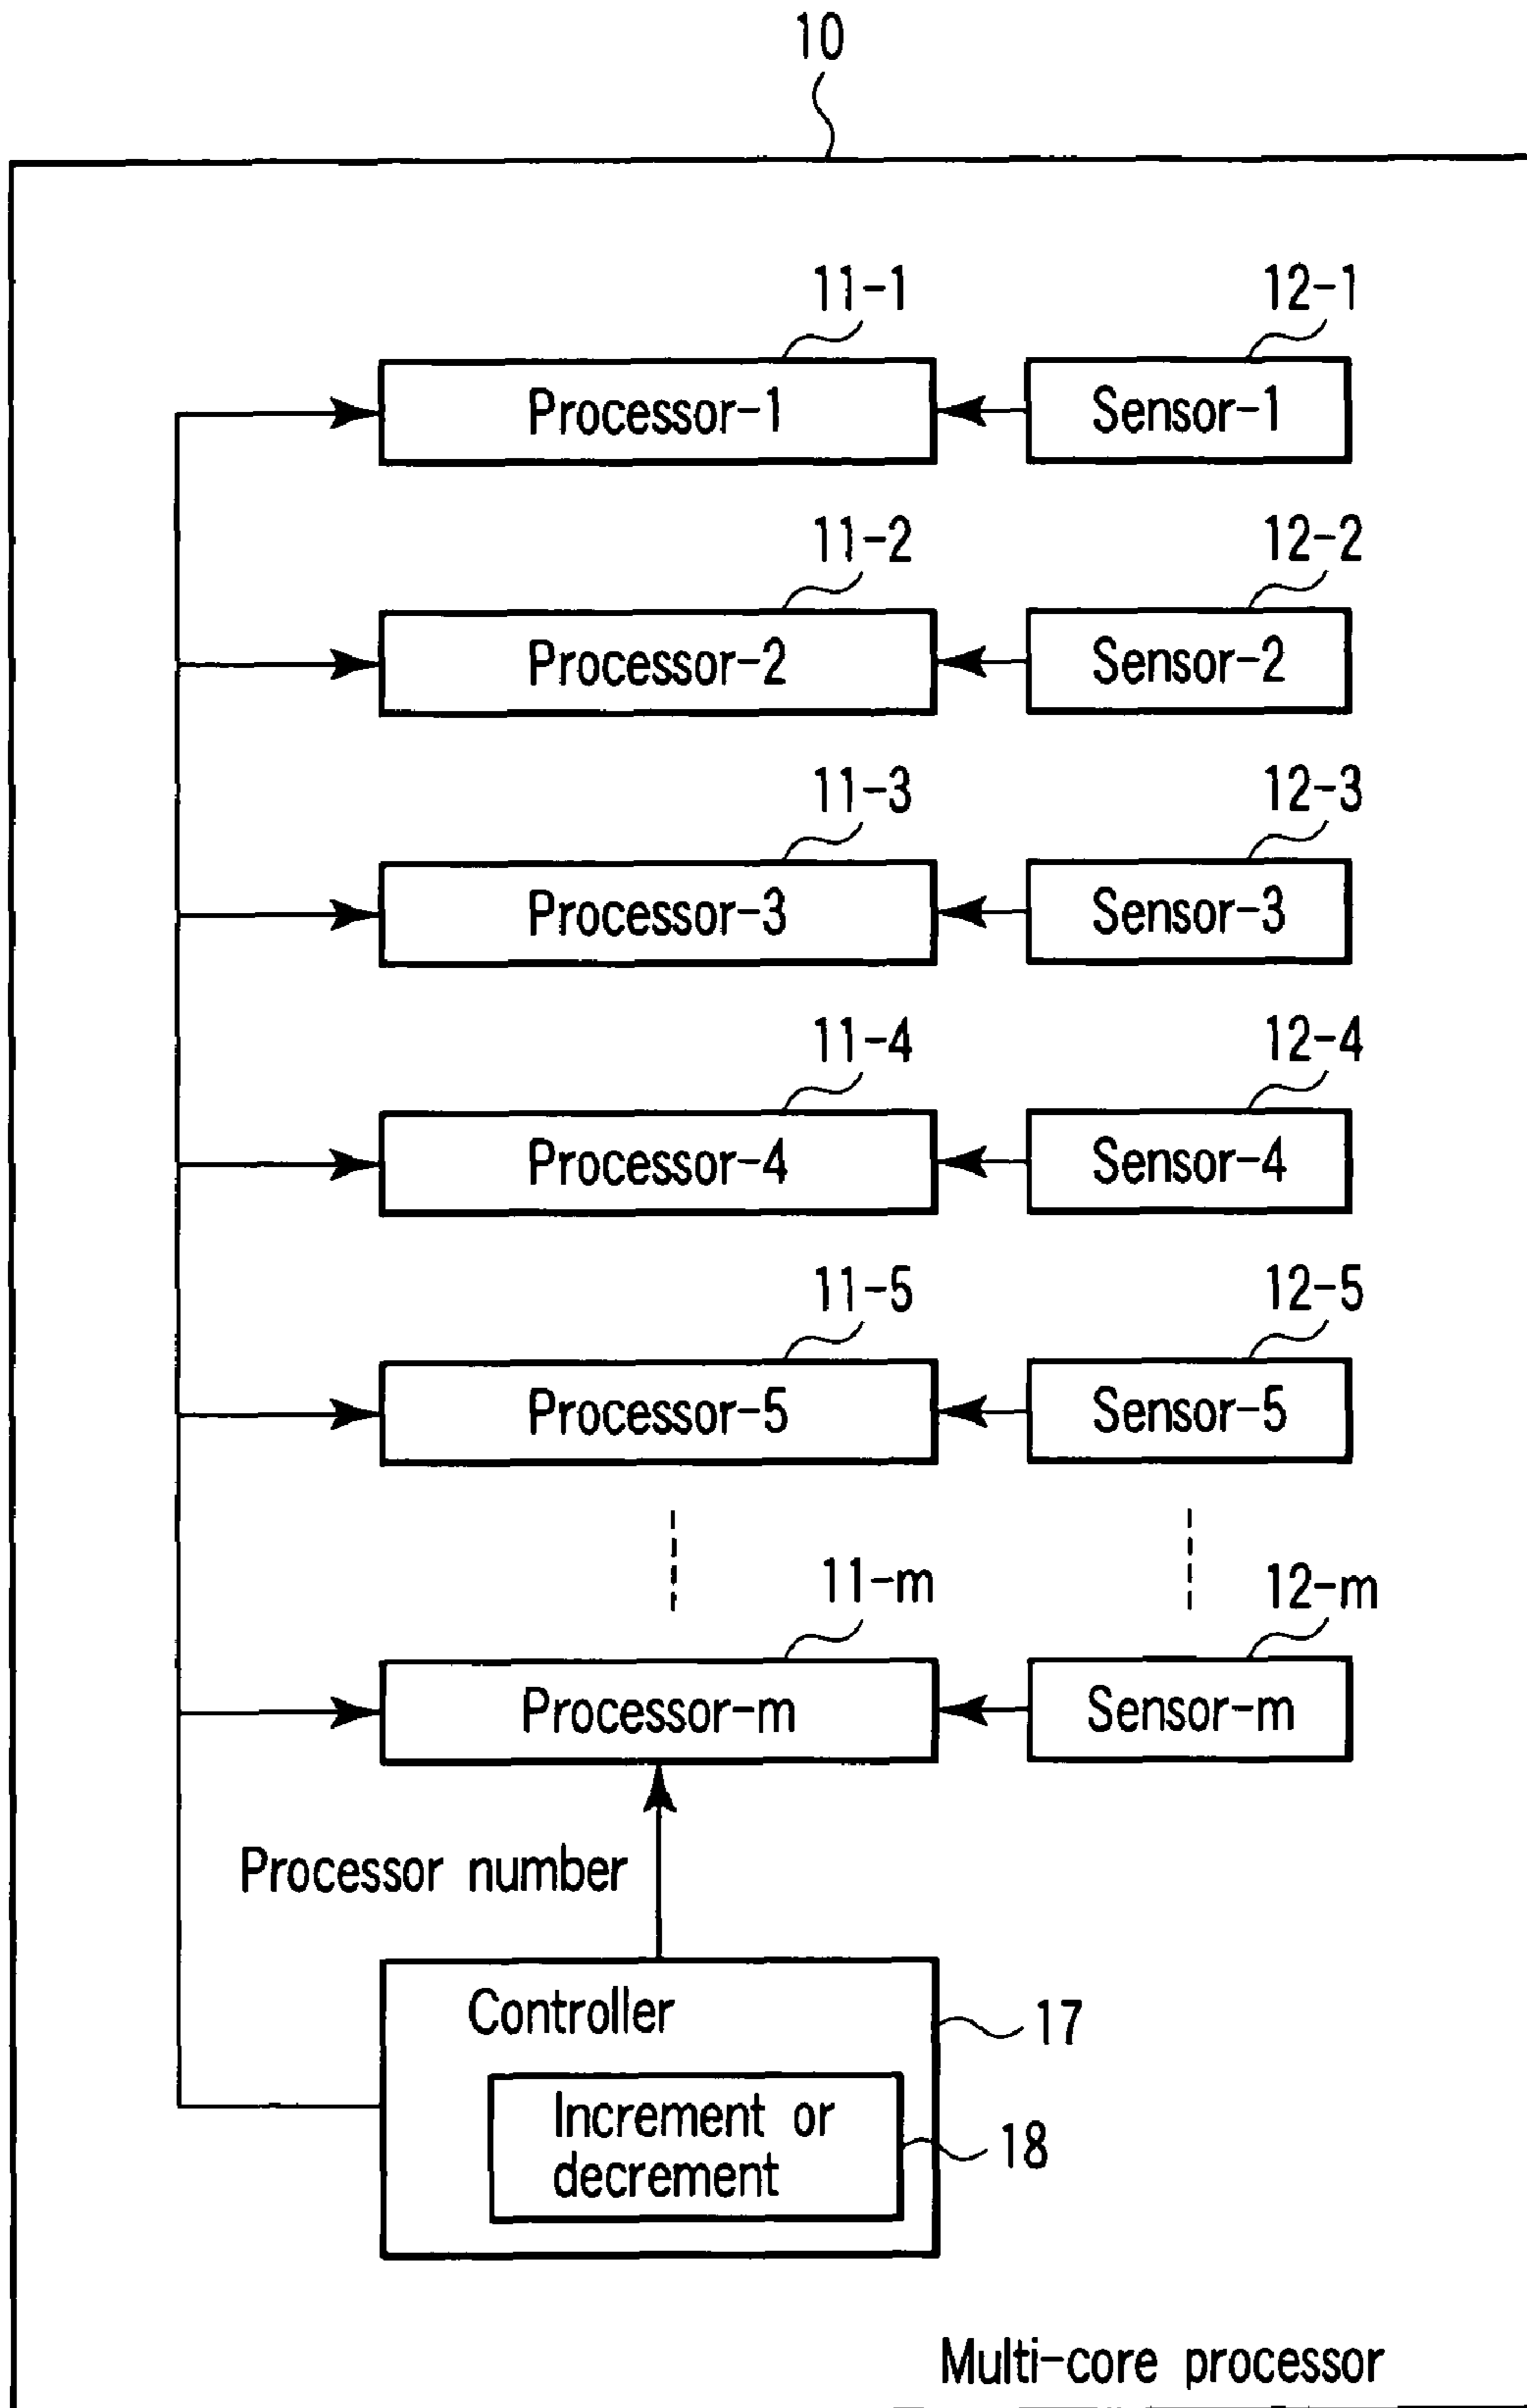 10
11-1
12-1
Processor-1
Sensor-1
11-2
12-2
Processor-2
Sensor-2
11-3
12-3
Processor-3
Sensor-3
11-4
12-4
Processor-4
Sensor-4
11-5
12-5
Processor-5
Sensor-5
11-m
12-m
Processor-m
Sensor-m
Processor number
Controller
17
Increment or
decrement
18
Multi-core processor